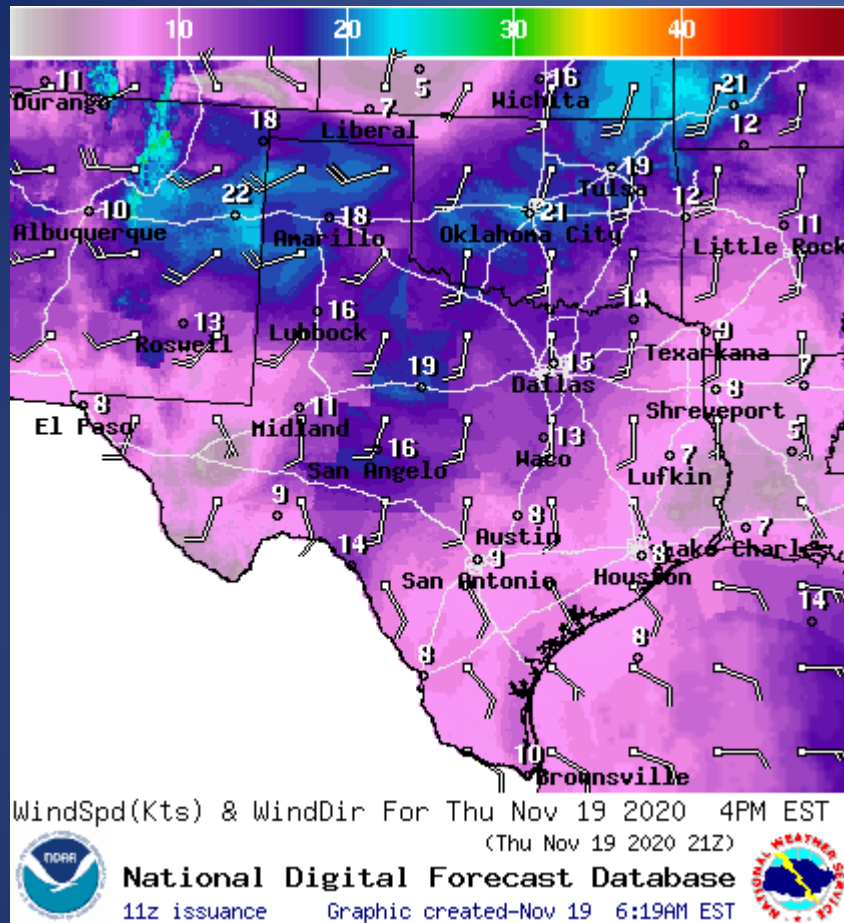 10 20 30 40
11 5 16 21
Durango Wichita
18 7 12
Liberal
19
Tulsa
10 22 18 21 12 11
Albuquerque Amarillo Oklahoma City Little Rock
13 16 14
Roswell Lubbock 9
Texarkana
19 15 8 7
Dallas
8 11 Shreveport
El Paso Midland 13 5
16 Waco 7
San Angelo Lufkin
9 8 7
Austin
14 9 8 Lake Charles
San Antonio Houston
14
8 8
10
Brownsville
WindSpd(Kts) & WindDir For Thu Nov 19 2020 4PM EST
(Thu Nov 19 2020 21Z)
NOAA
National Digital Forecast Database
11z issuance Graphic created-Nov 19 6:19AM EST
NATIONAL WEATHER SERVICE